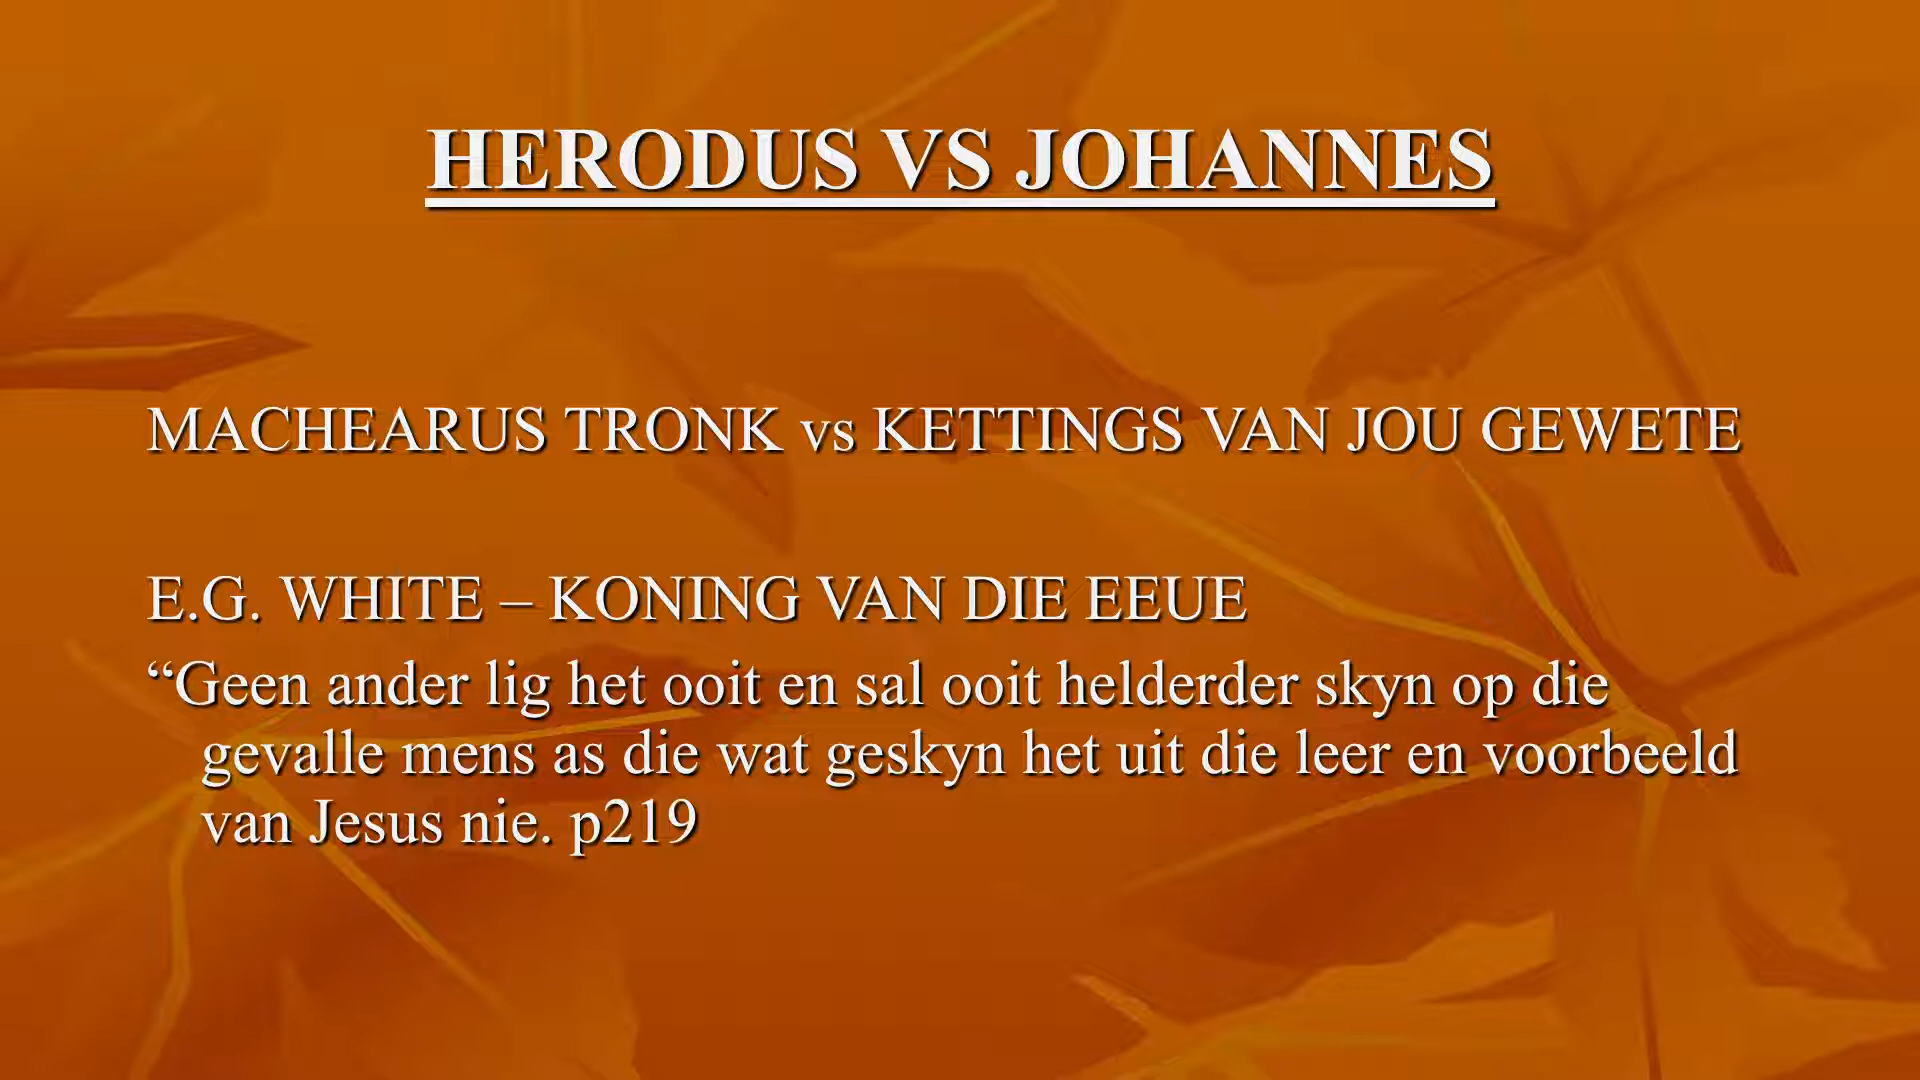 HERODUS VS JOHANNES
MACHEARUS TRONK vs KETTINGS VAN JOU GEWETE
E.G. WHITE – KONING VAN DIE EEUE
“Geen ander lig het ooit en sal ooit helderder skyn op die
gevalle mens as die wat geskyn het uit die leer en voorbeeld
van Jesus nie. p219